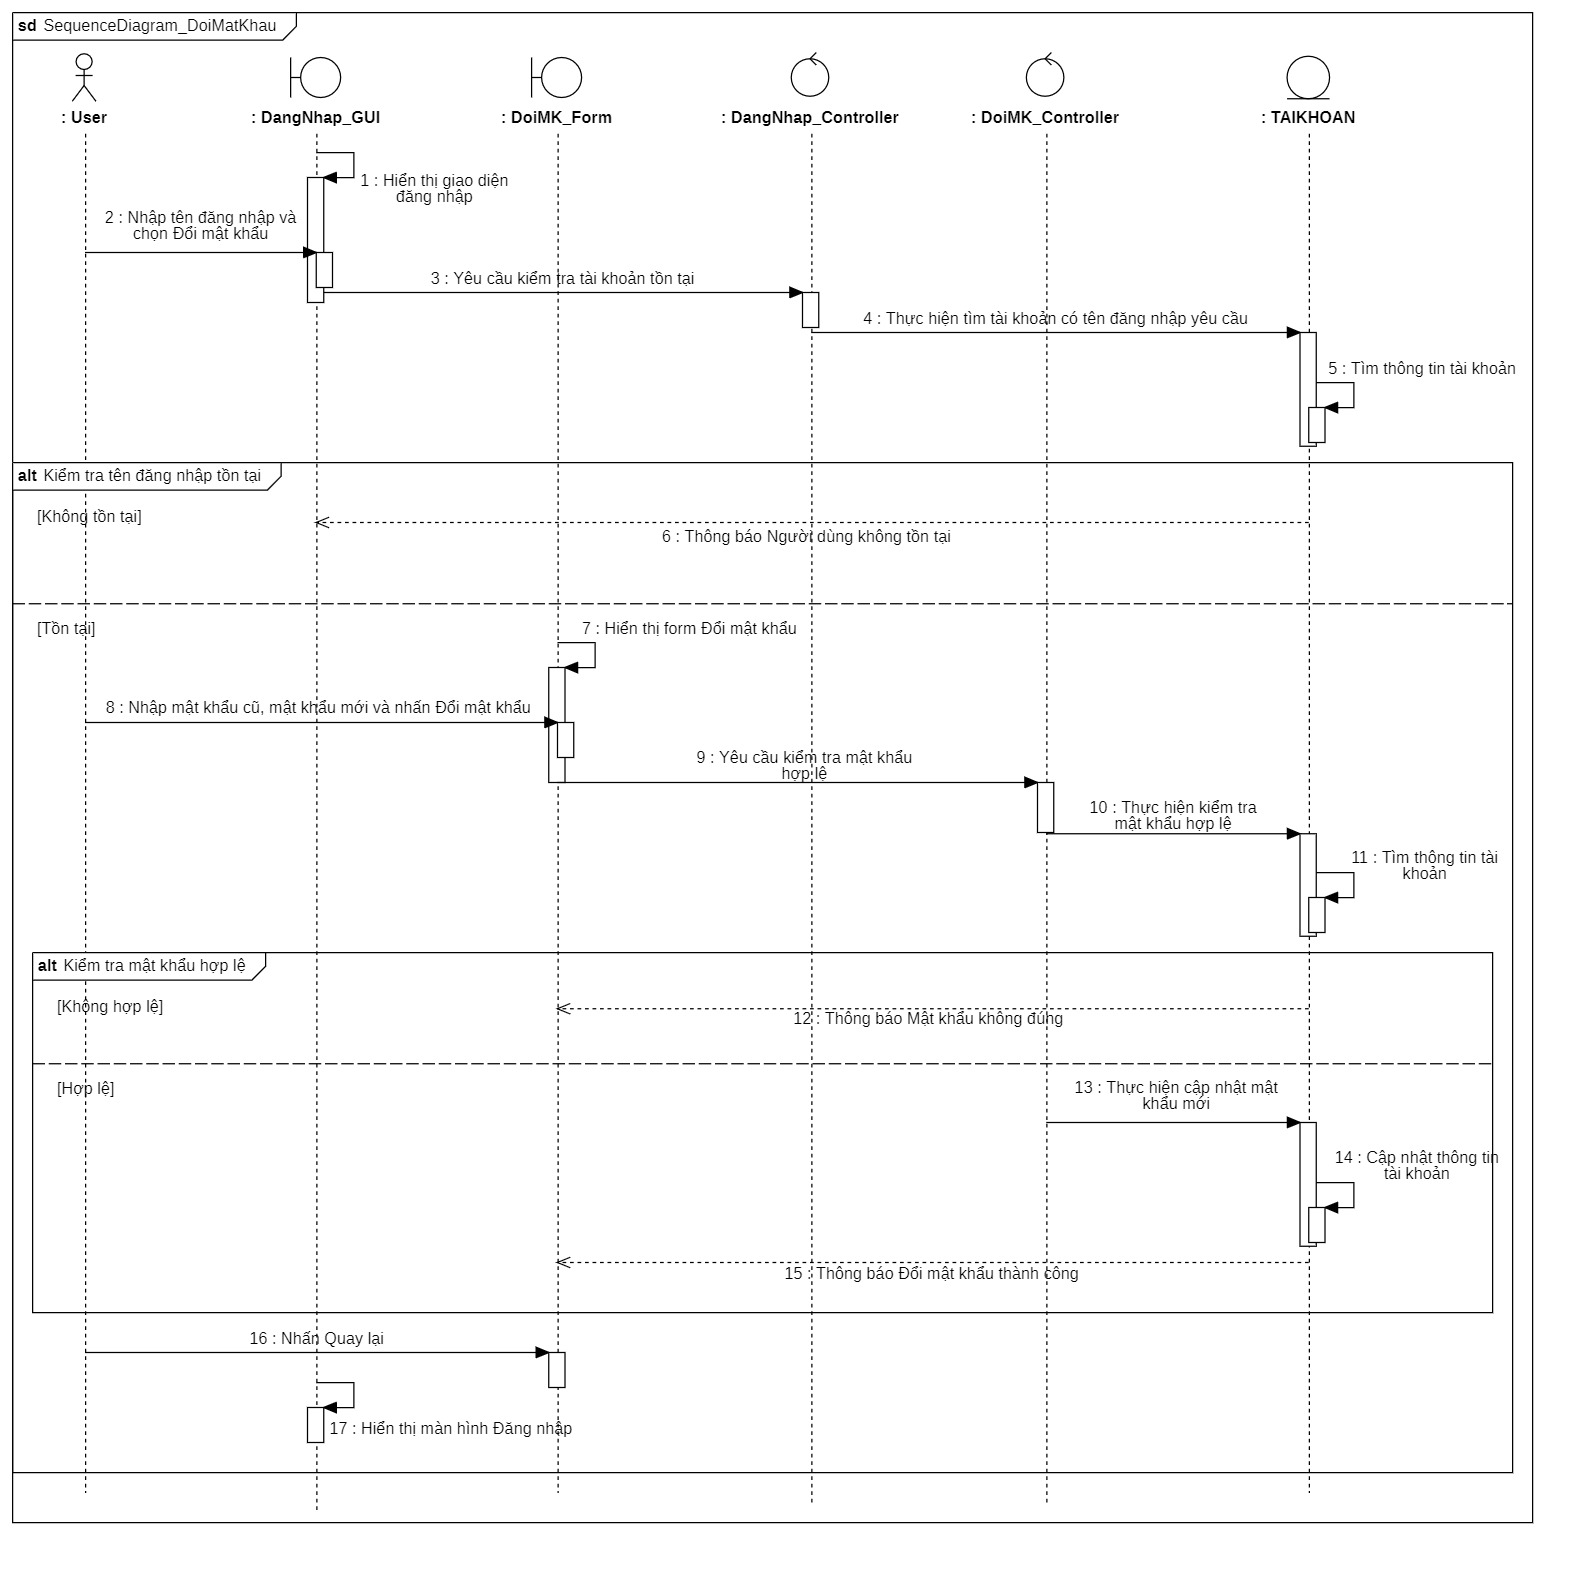 sd SequenceDiagram_DoiMatKhau
: User
: DangNhap_GUI
: DoiMK_Form
: DangNhap_Controller
: DoiMK_Controller
: TAIKHOAN
1 : Hiển thị giao diện
đăng nhập
2 : Nhập tên đăng nhập và
chọn Đổi mật khẩu
3 : Yêu cầu kiểm tra tài khoản tồn tại
4 : Thực hiện tìm tài khoản có tên đăng nhập yêu cầu
5 : Tìm thông tin tài khoản
alt Kiểm tra tên đăng nhập tồn tại
[Không tồn tại]
6 : Thông báo Người dùng không tồn tại
[Tồn tại]
7 : Hiển thị form Đổi mật khẩu
8 : Nhập mật khẩu cũ, mật khẩu mới và nhấn Đổi mật khẩu
9 : Yêu cầu kiểm tra mật khẩu
hợp lệ
10 : Thực hiện kiểm tra
mật khẩu hợp lệ
11 : Tìm thông tin tài
khoản
alt Kiểm tra mật khẩu hợp lệ
[Không hợp lệ]
12 : Thông báo Mật khẩu không đúng
[Hợp lệ]
13 : Thực hiện cập nhật mật
khẩu mới
14 : Cập nhật thông tin
tài khoản
15 : Thông báo Đổi mật khẩu thành công
16 : Nhấn Quay lại
17 : Hiển thị màn hình Đăng nhập